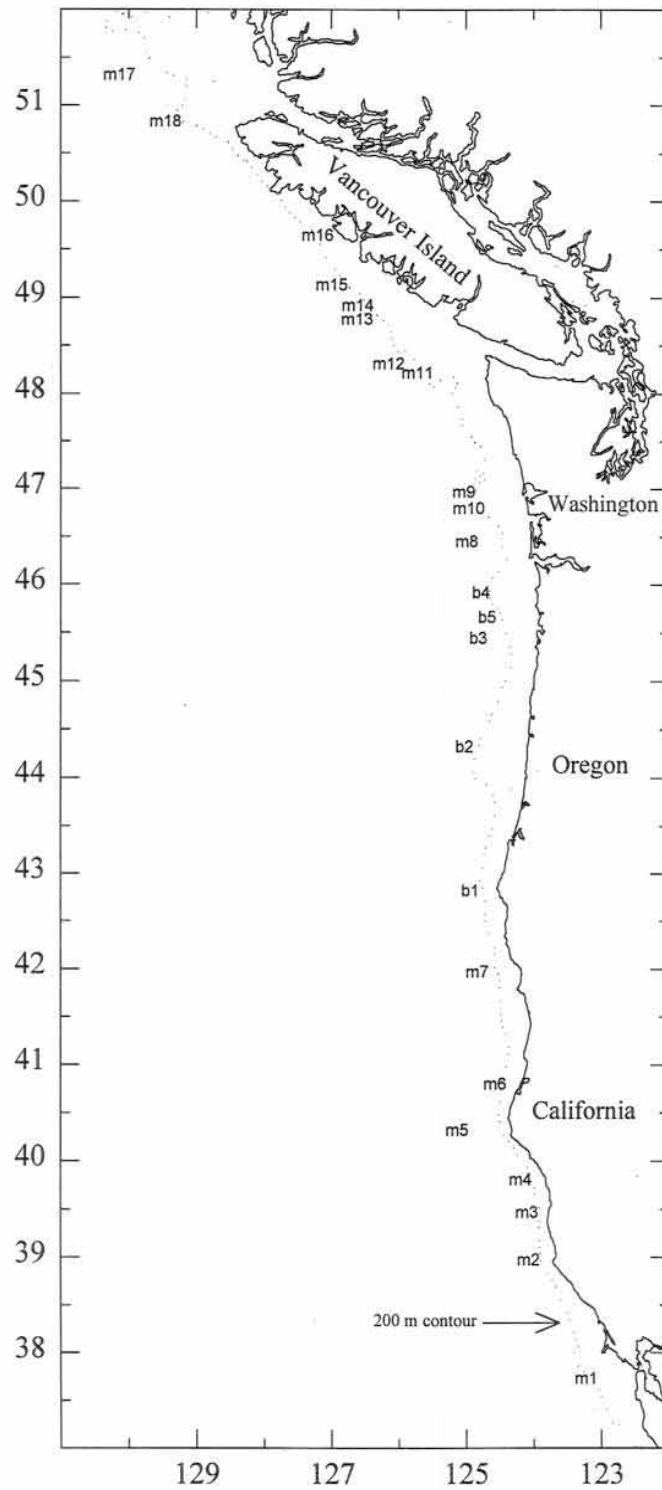 m17
51
m18
50
Vancouver Island
m16
m15
49
m14
m13
m12
m11
48
m9
47
m10
Washington
m8
46
b4
b5
b3
45
b2
44
Oregon
43
b1
42
m7
41
m6
California
m5
40
m4
m3
39
m2
200 m contour
38
m1
129
127
125
123